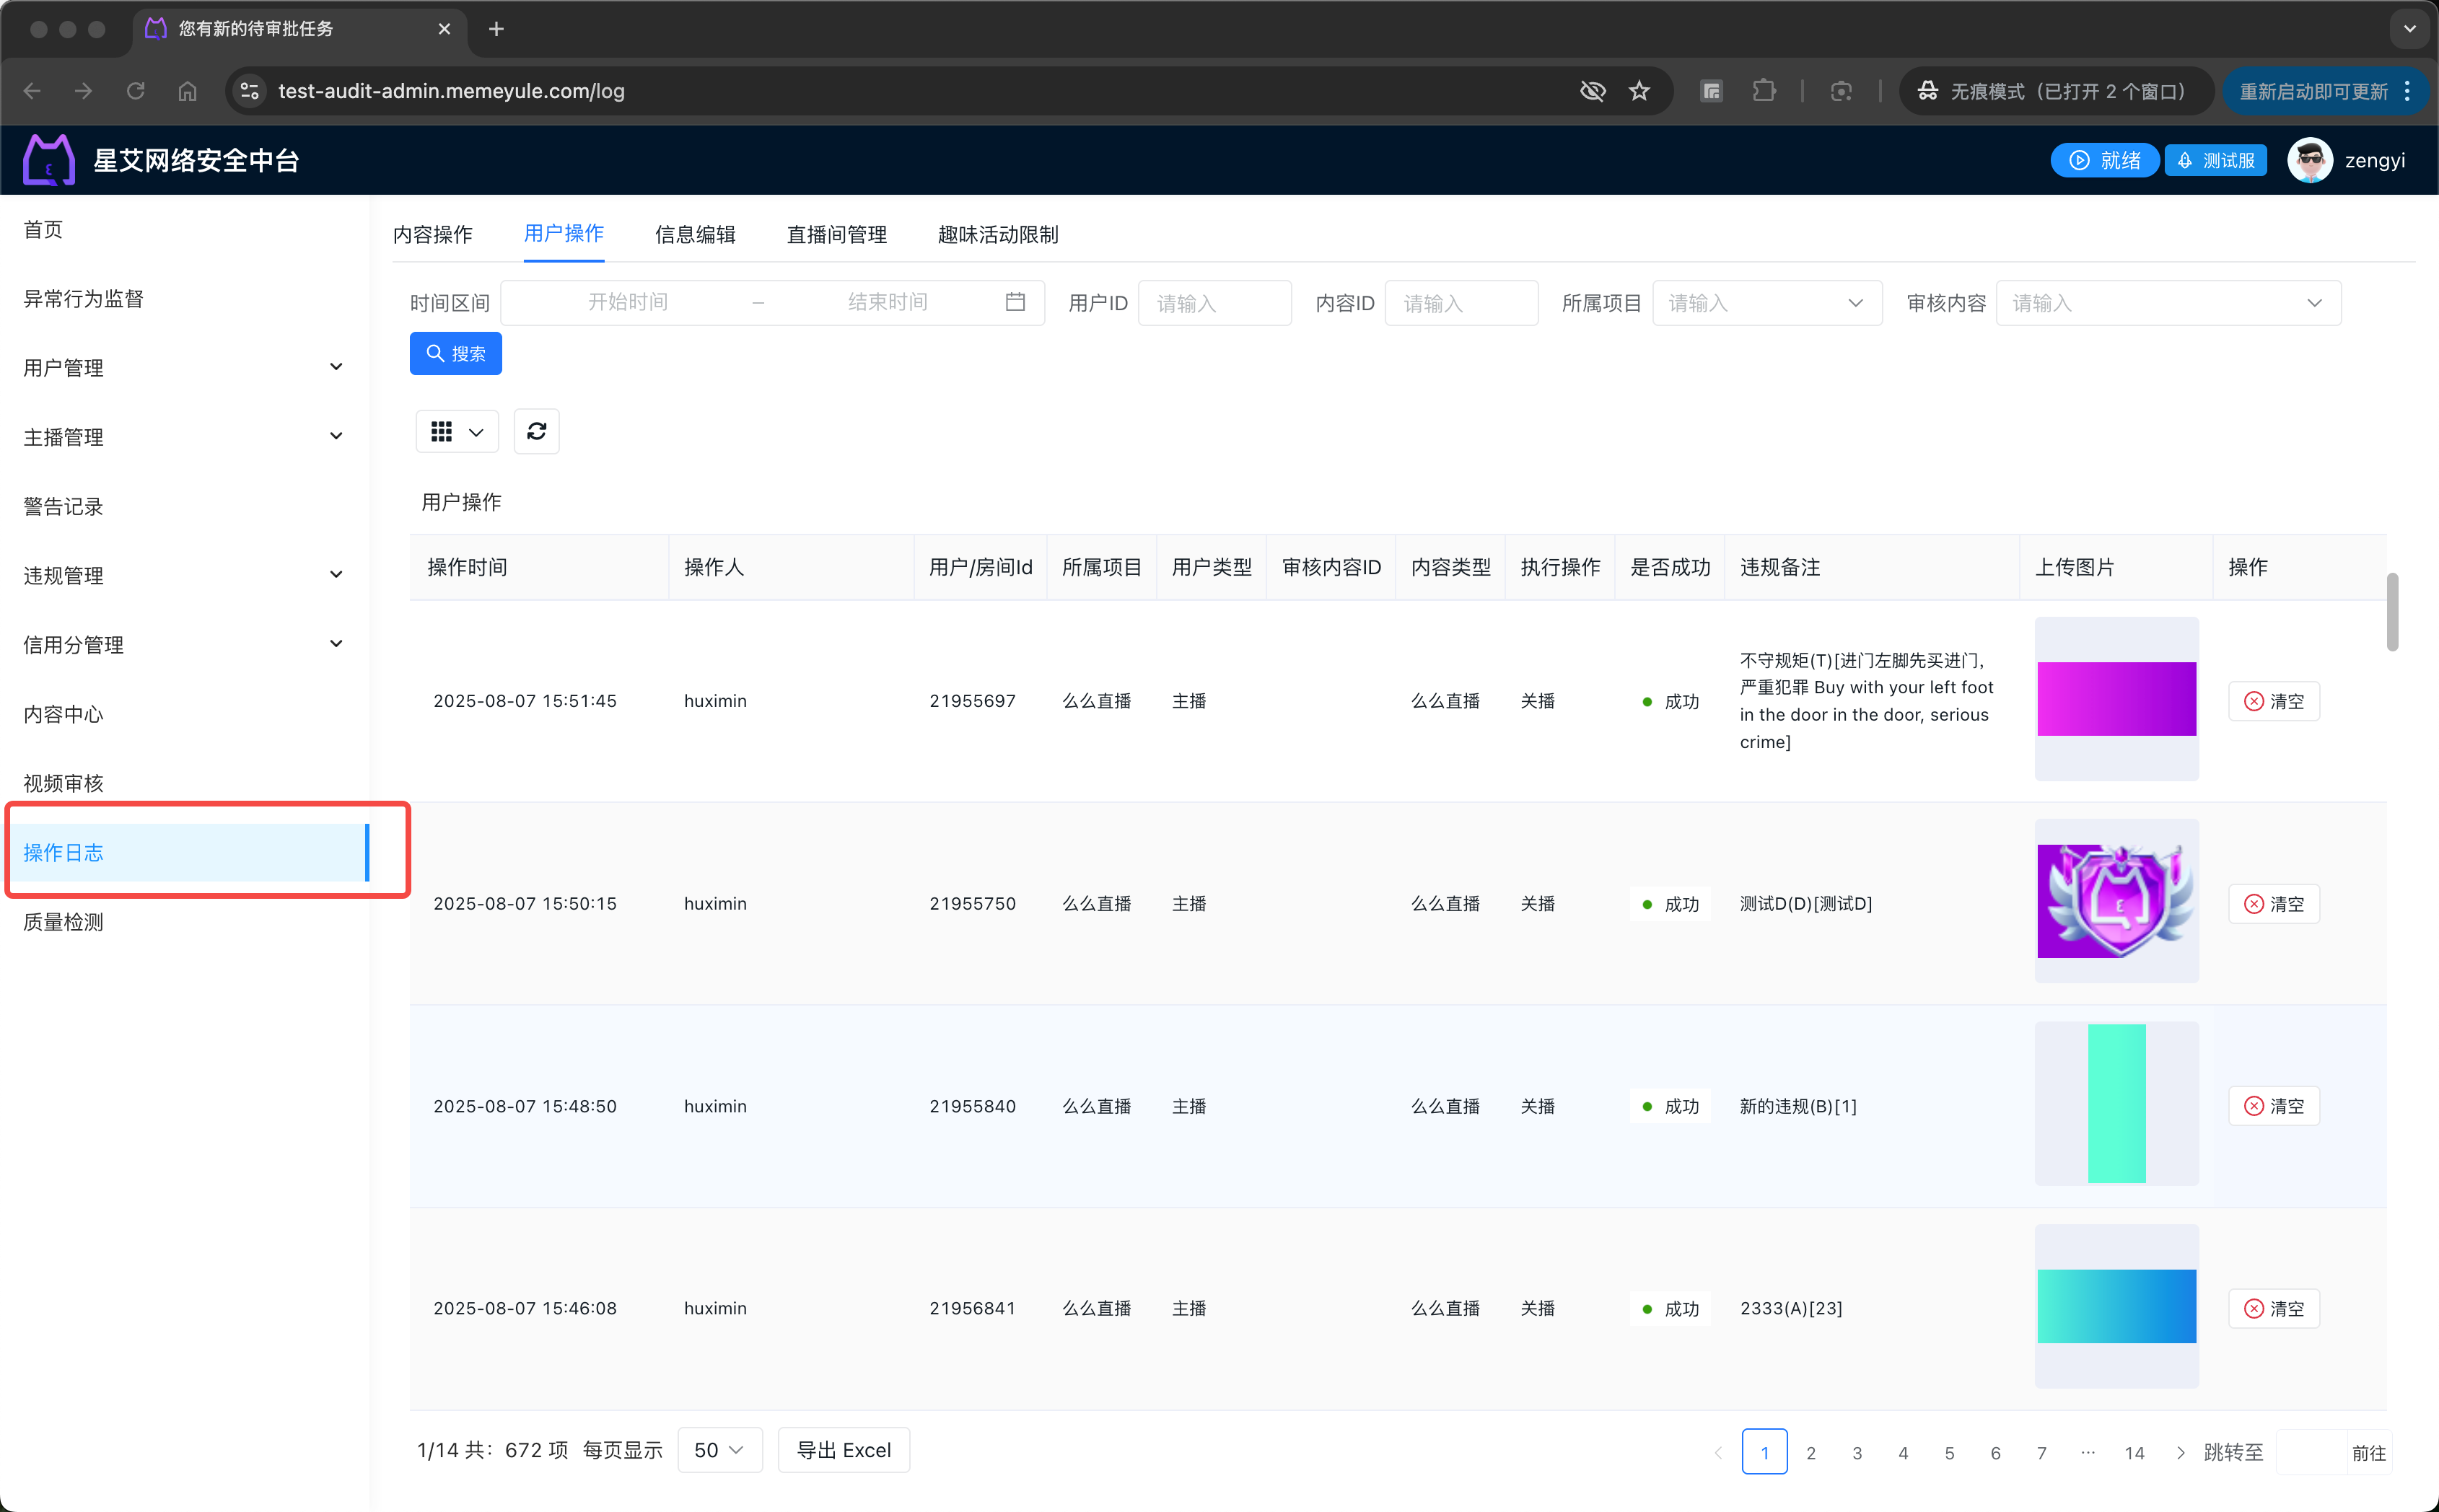 您有新的待审批任务
test-audit-admin.memeyule.com/log
无痕模式（已打开 2 个窗口）
重新启动即可更新
星艾网络安全中台
就绪
测试服
zengyi
首页
异常行为监督
用户管理
主播管理
警告记录
违规管理
信用分管理
内容中心
视频审核
操作日志
质量检测
内容操作 用户操作 信息编辑 直播间管理 趣味活动限制
时间区间 开始时间 – 结束时间 用户ID 请输入 内容ID 请输入 所属项目 请输入 审核内容 请输入
搜索
用户操作
操作时间 操作人 用户/房间Id 所属项目 用户类型 审核内容ID 内容类型 执行操作 是否成功 违规备注 上传图片 操作
2025-08-07 15:51:45 huximin 21955697 么么直播 主播 么么直播 关播 成功 不守规矩(T)[进门左脚先买进门,
严重犯罪 Buy with your left foot
in the door in the door, serious
crime]
清空
2025-08-07 15:50:15 huximin 21955750 么么直播 主播 么么直播 关播 成功 测试D(D)[测试D] 清空
2025-08-07 15:48:50 huximin 21955840 么么直播 主播 么么直播 关播 成功 新的违规(B)[1] 清空
2025-08-07 15:46:08 huximin 21956841 么么直播 主播 么么直播 关播 成功 2333(A)[23] 清空
1/14 共：672 项 每页显示 50 导出 Excel 1 2 3 4 5 6 7 ··· 14 跳转至 前往